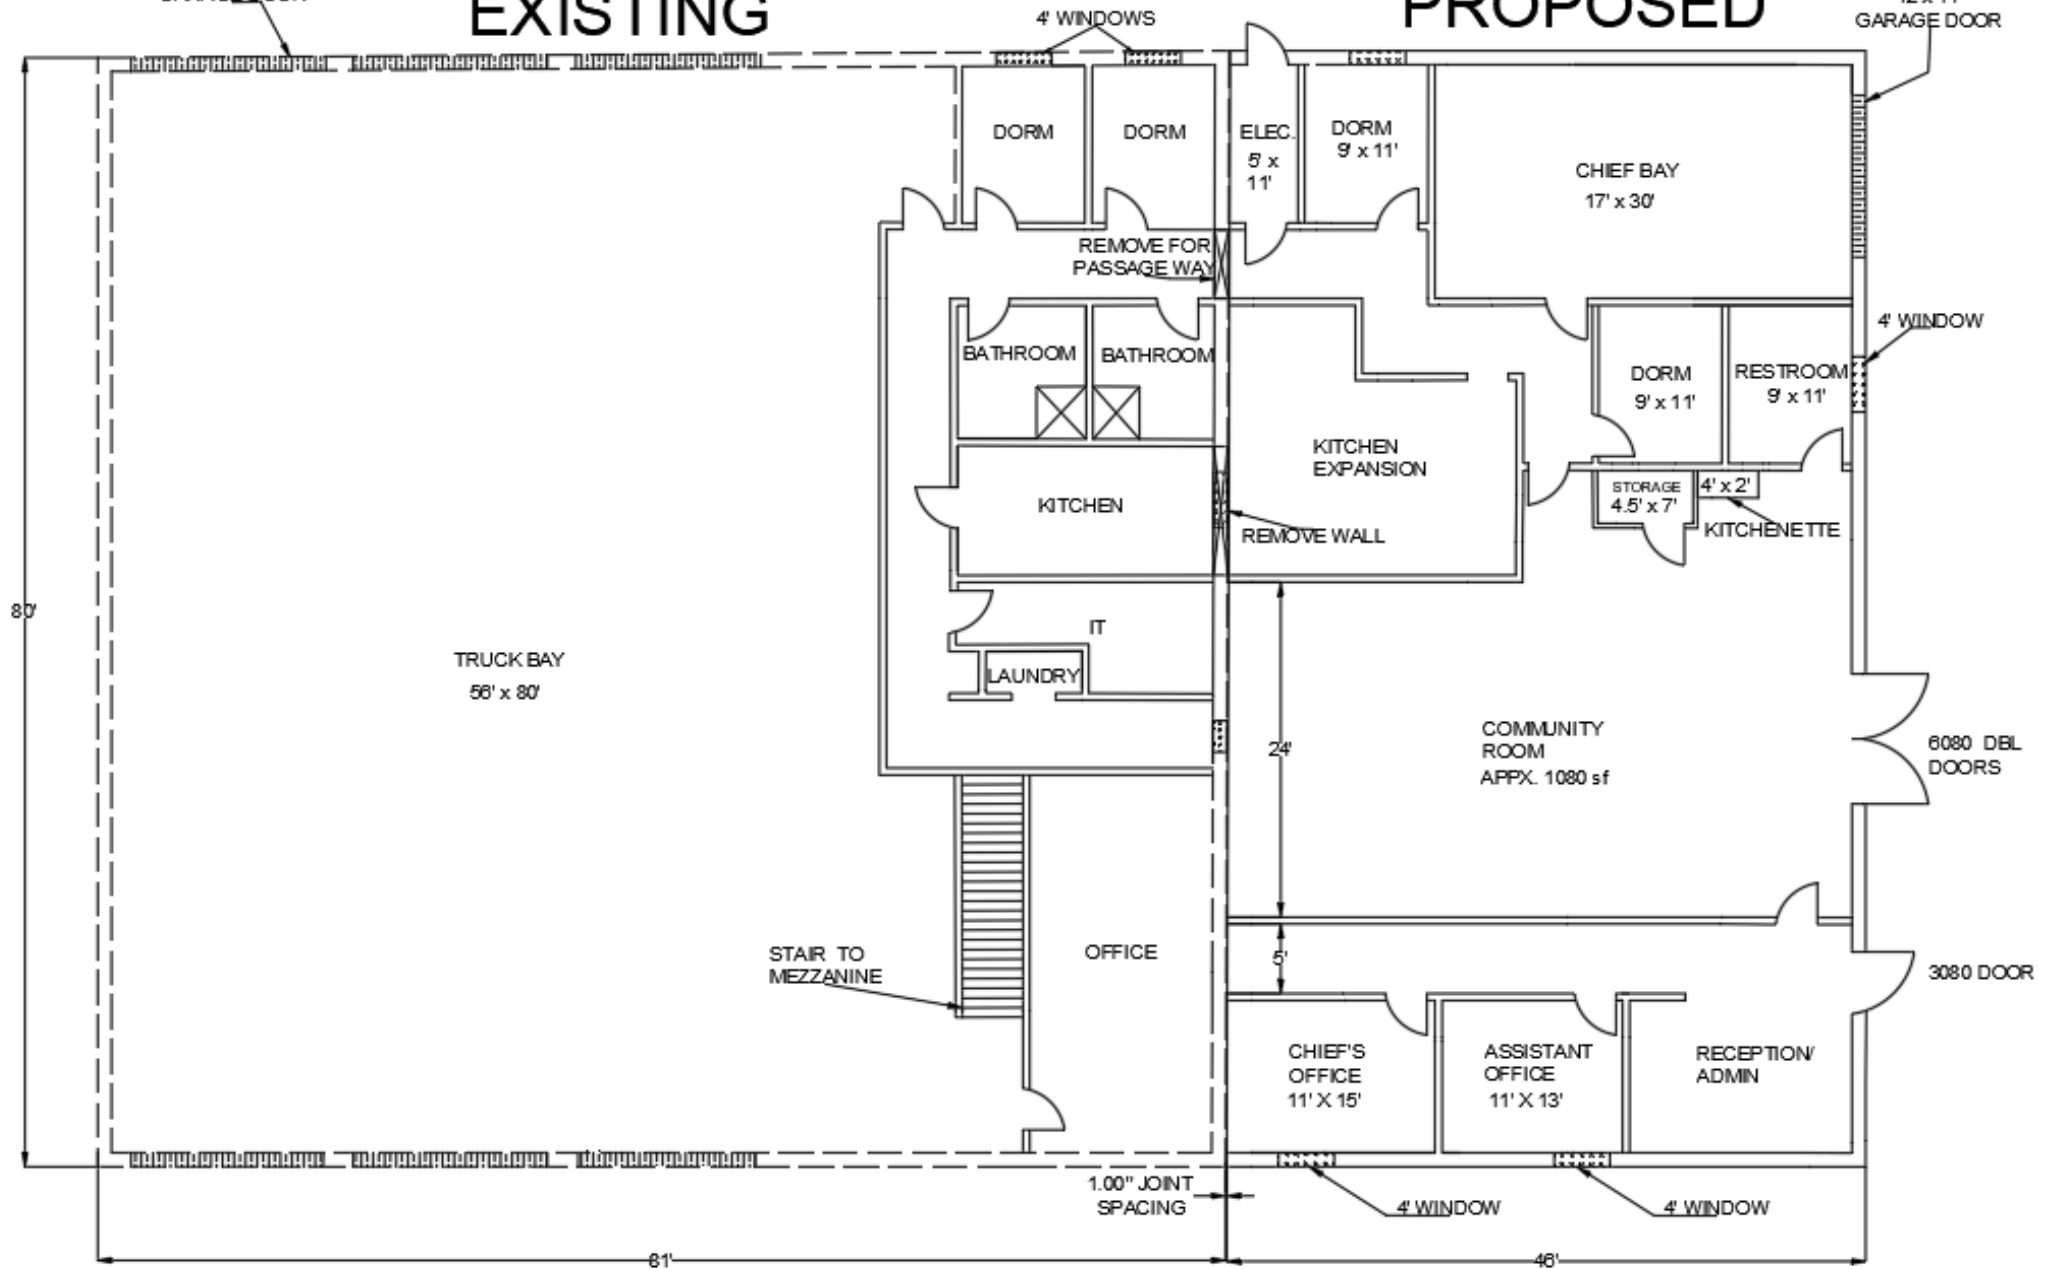 EXISTING
PROPOSED
4' WINDOWS
GARAGE DOOR
DORM
DORM
ELEC.
5' x
11'
DORM
9' x 11'
CHIEF BAY
17' x 30'
REMOVE FOR
PASSAGE WAY
4' WINDOW
BATHROOM
BATHROOM
DORM
9' x 11'
RESTROOM
9' x 11'
KITCHEN
EXPANSION
KITCHEN
STORAGE
4.5' x 7'
4' x 2'
KITCHENETTE
REMOVE WALL
80'
IT
TRUCK BAY
56' x 80'
LAUNDRY
24'
COMMUNITY
ROOM
APPX. 1080 sf
6080 DBL
DOORS
STAIR TO
MEZZANINE
OFFICE
5'
3080 DOOR
CHIEF'S
OFFICE
11' X 15'
ASSISTANT
OFFICE
11' X 13'
RECEPTION/
ADMIN
1.00" JOINT
SPACING
4' WINDOW
4' WINDOW
81'
46'